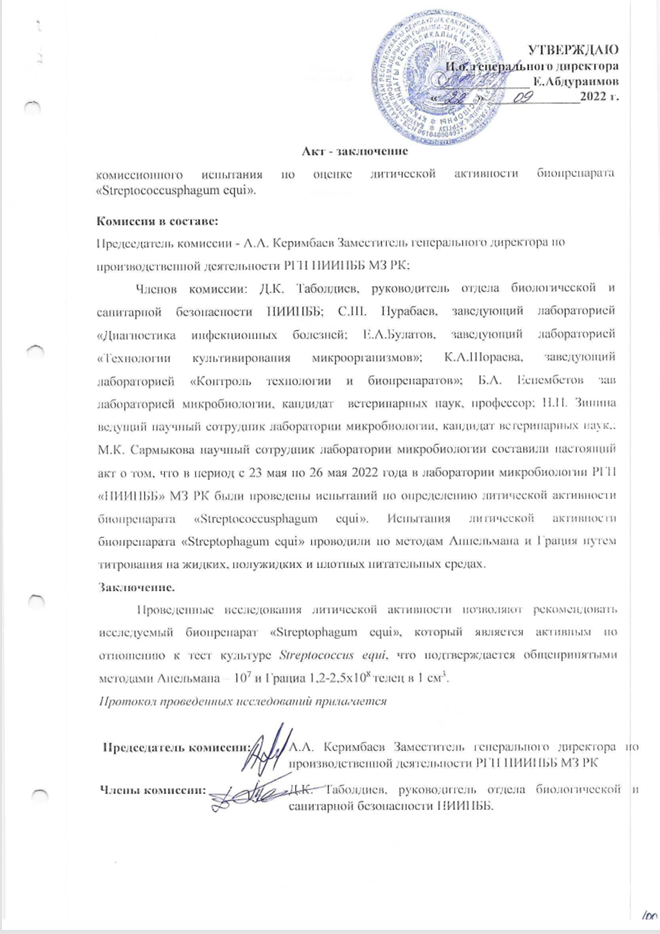 УТВЕРЖДАЮ
И.о. генерального директора
Е.Абдураимов
« 22 » 09 2022 г.
Акт - заключение
комиссионного испытания по оценке литической активности биопрепарата
«Streptococcusphagum equi».
Комиссия в составе:
Председатель комиссии - А.А. Керимбаев Заместитель генерального директора по
производственной деятельности РГП НИИПББ МЗ РК;
Членов комиссии: Д.К. Таболдиев, руководитель отдела биологической и
санитарной безопасности НИИПББ; С.Ш. Нурабаев, заведующий лабораторией
«Диагностика инфекционных болезней; Е.А.Булатов, заведующий лабораторией
«Технологии культивирования микроорганизмов»; К.А.Шораева, заведующий
лабораторией «Контроль технологии и биопрепаратов»; Б.А. Еспембетов зав
лабораторией микробиологии, кандидат ветеринарных наук, профессор; Н.Н. Зинина
ведущий научный сотрудник лаборатории микробиологии, кандидат ветеринарных наук,.
М.К. Сармыкова научный сотрудник лаборатории микробиологии составили настоящий
акт о том, что в период с 23 мая по 26 мая 2022 года в лаборатории микробиологии РГП
«НИИПББ» МЗ РК были проведены испытаний по определению литической активности
биопрепарата «Streptococcusphagum equi». Испытания литической активности
биопрепарата «Streptophagum equi» проводили по методам Аппельмана и Грация путем
титрования на жидких, полужидких и плотных питательных средах.
Заключение.
Проведенные исследования литической активности позволяют рекомендовать
исследуемый биопрепарат «Streptophagum equi», который является активным по
отношению к тест культуре Streptococcus equi, что подтверждается общепринятыми
методами Апельмана – 10⁷ и Грациа 1,2-2,5х10⁸ телец в 1 см³.
Протокол проведенных исследований прилагается
Председатель комиссии: А.А. Керимбаев Заместитель генерального директора по
производственной деятельности РГП НИИПББ МЗ РК
Члены комиссии: Д.К. Таболдиев, руководитель отдела биологической и
санитарной безопасности НИИПББ.